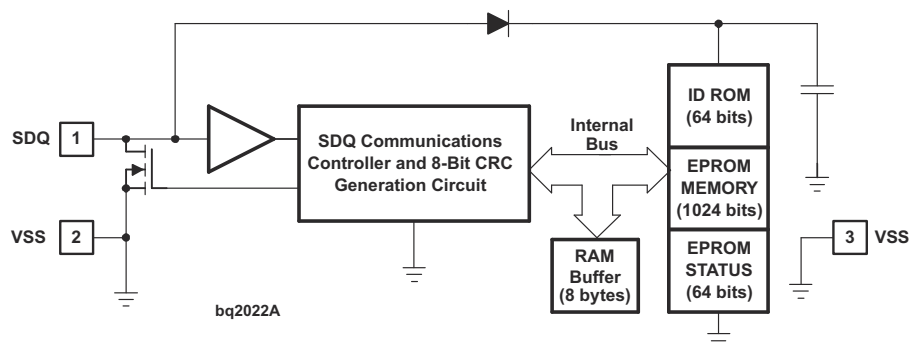 SDQ
1
SDQ Communications
Controller and 8-Bit CRC
Generation Circuit
Internal
Bus
ID ROM
(64 bits)
EPROM
MEMORY
(1024 bits)
EPROM
STATUS
(64 bits)
RAM
Buffer
(8 bytes)
VSS
2
3
VSS
bq2022A